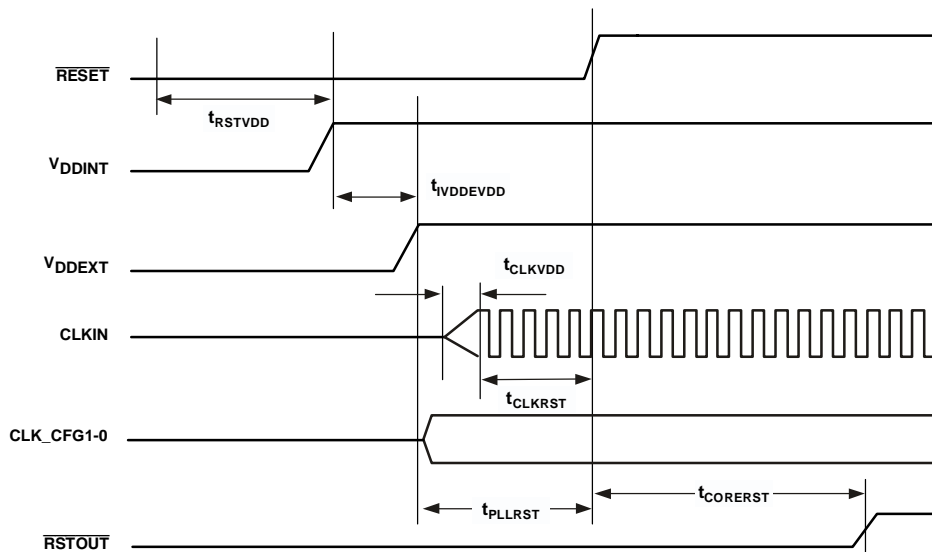 RESET
tRSTVDD
VDDINT
tIVDDEVDD
VDDEXT
tCLKVDD
CLKIN
tCLKRST
CLK_CFG1-0
tCORERST
tPLLRST
RSTOUT